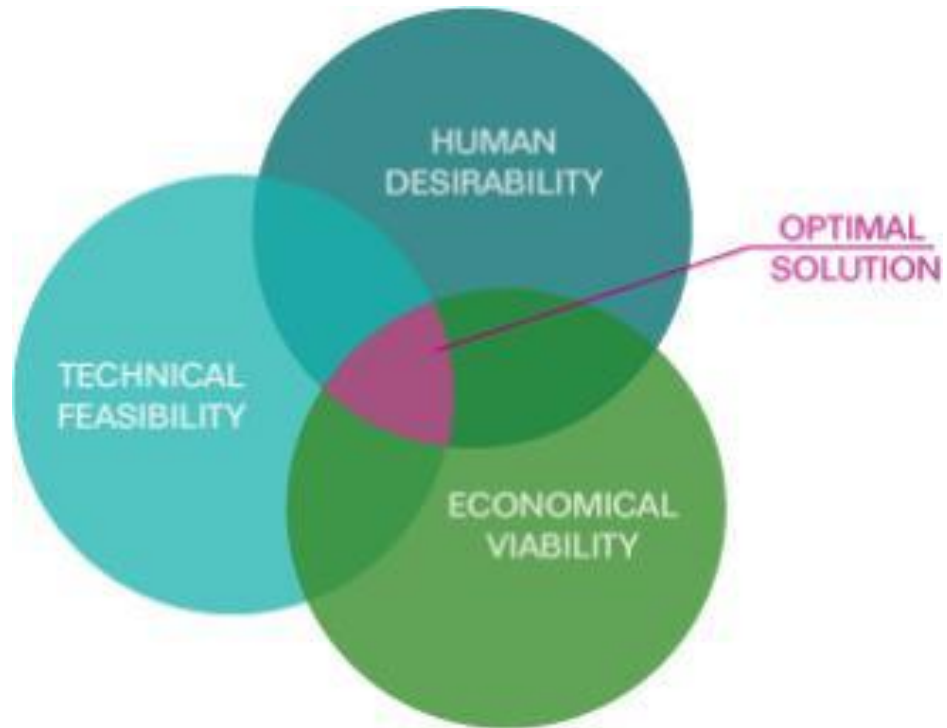 HUMAN
DESIRABILITY
OPTIMAL
SOLUTION
TECHNICAL
FEASIBILITY
ECONOMICAL
VIABILITY